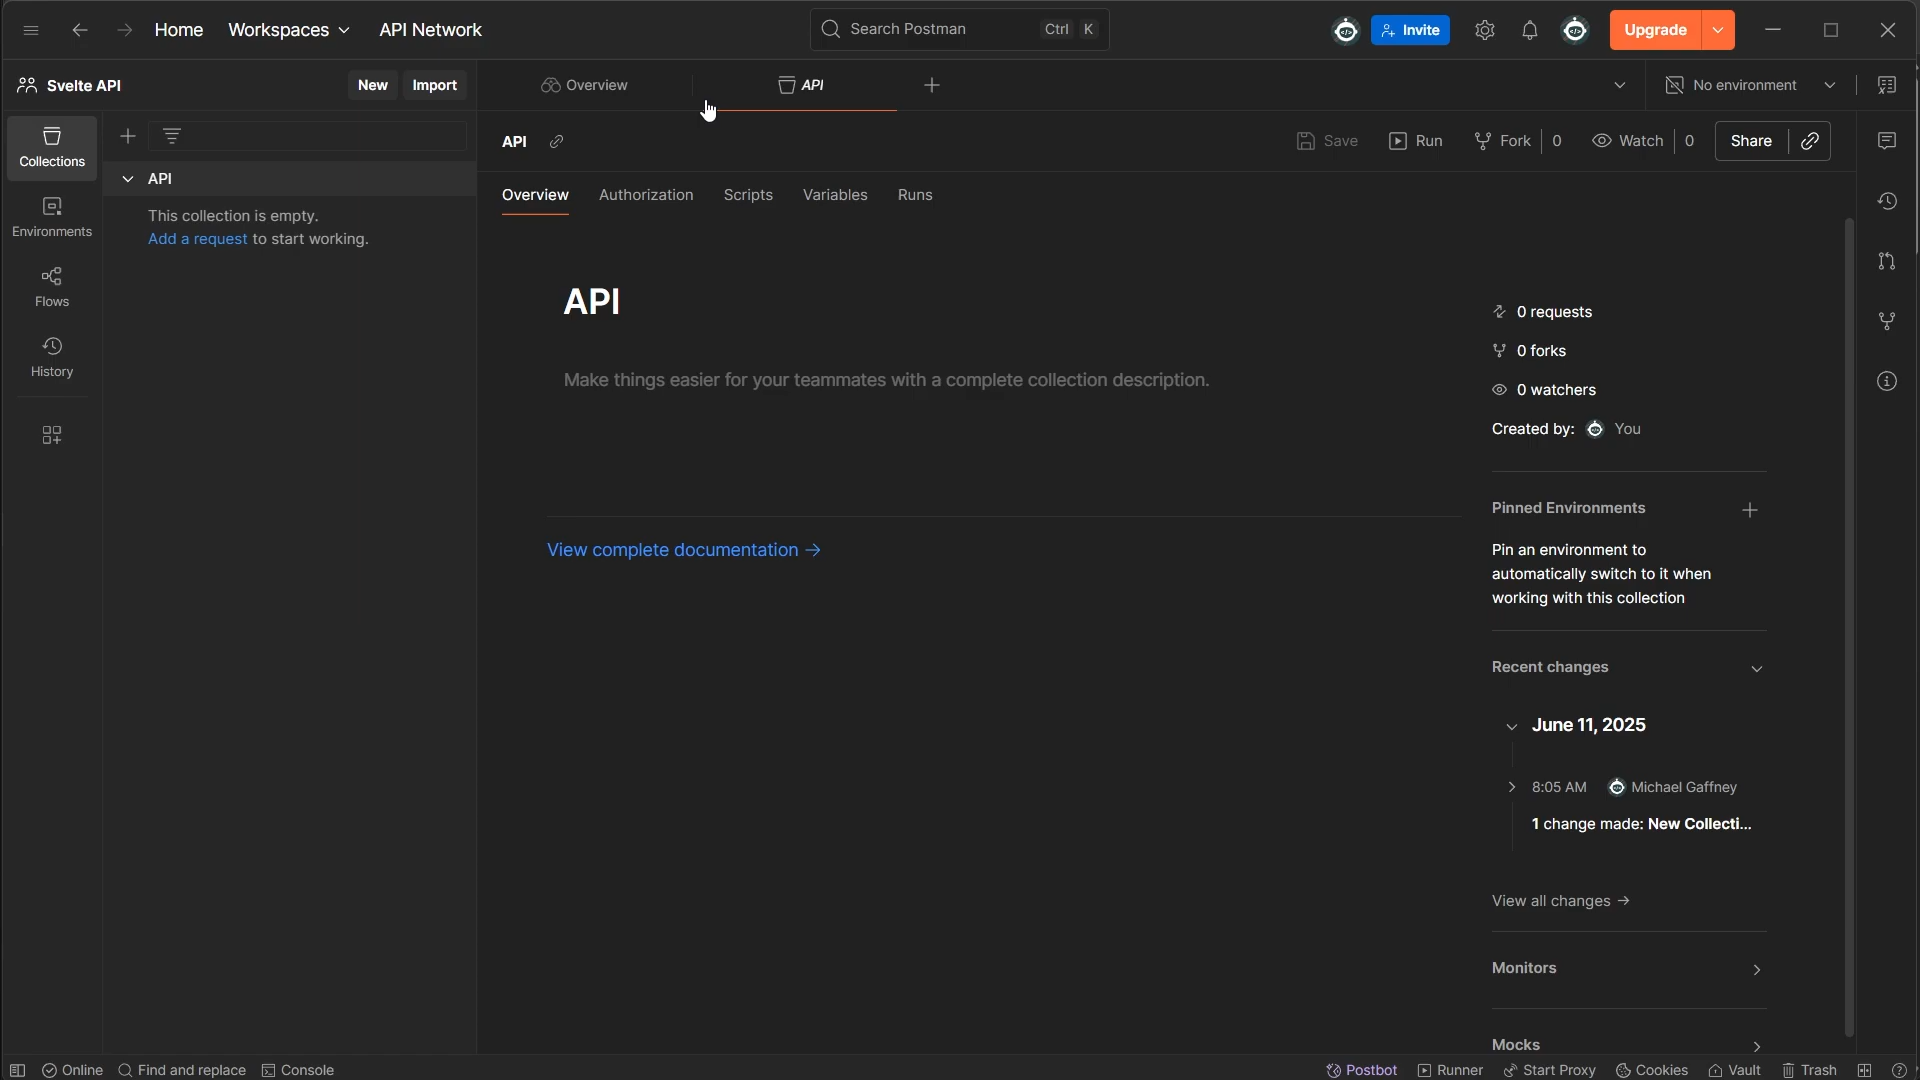 Home Workspaces API Network
Search Postman Ctrl K
Invite
Upgrade
Svelte API
New Import
Overview
API
No environment
Collections
Environments
Flows
History
API
This collection is empty.
Add a request to start working.
API
Save Run Fork 0 Watch 0 Share
Overview Authorization Scripts Variables Runs
API
Make things easier for your teammates with a complete collection description.
View complete documentation →
0 requests
0 forks
0 watchers
Created by: You
Pinned Environments
Pin an environment to
automatically switch to it when
working with this collection
Recent changes
June 11, 2025
8:05 AM Michael Gaffney
1 change made: New Collecti...
View all changes →
Monitors
Mocks
Online Find and replace Console
Postbot Runner Start Proxy Cookies Vault Trash